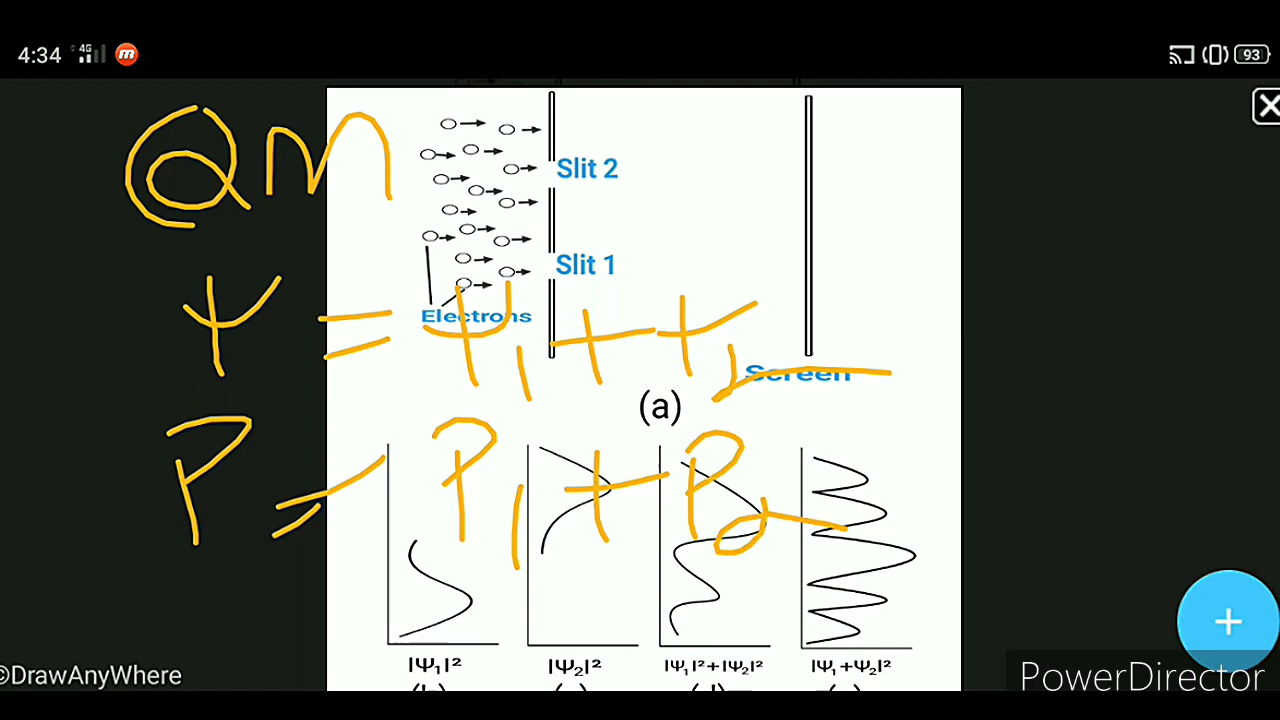 4:34 4G m 93
QM
Slit 2
Slit 1
Electrons
Ψ = Ψ1 + Ψ2
Screen
(a)
P = P1 + P2
|Ψ₁|² |Ψ₂|² |Ψ₁|²+|Ψ₂|² |Ψ₁+Ψ₂|²
©DrawAnyWhere
PowerDirector